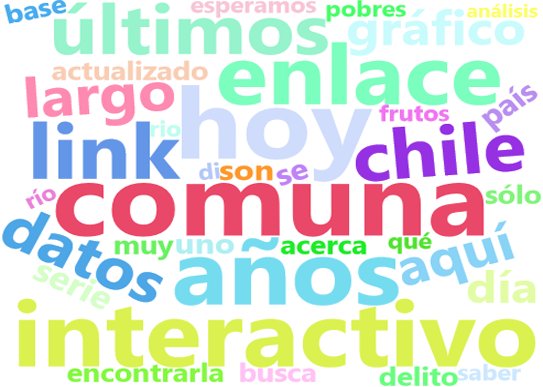 base
esperamos
pobres
análisis
últimos
gráfico
actualizado
enlace
largo
hoy
frutos
país
link
rio
chile
di
son
se
río
comuna
sólo
datos
muy
uno
acerca
qué
aquí
serie
años
día
interactivo
encontrarla
busca
delito
saber